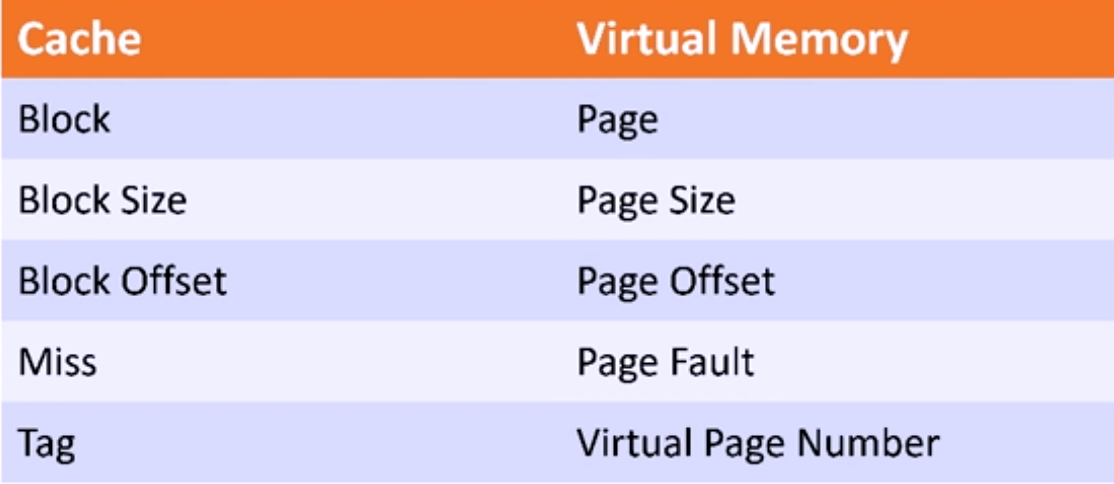 Cache Virtual Memory
Block Page
Block Size Page Size
Block Offset Page Offset
Miss Page Fault
Tag Virtual Page Number